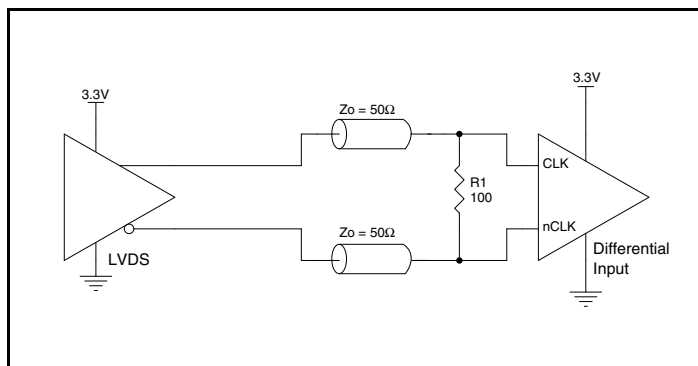 3.3V
3.3V
Zo = 50Ω
CLK
R1
100
Zo = 50Ω
nCLK
LVDS
Differential
Input